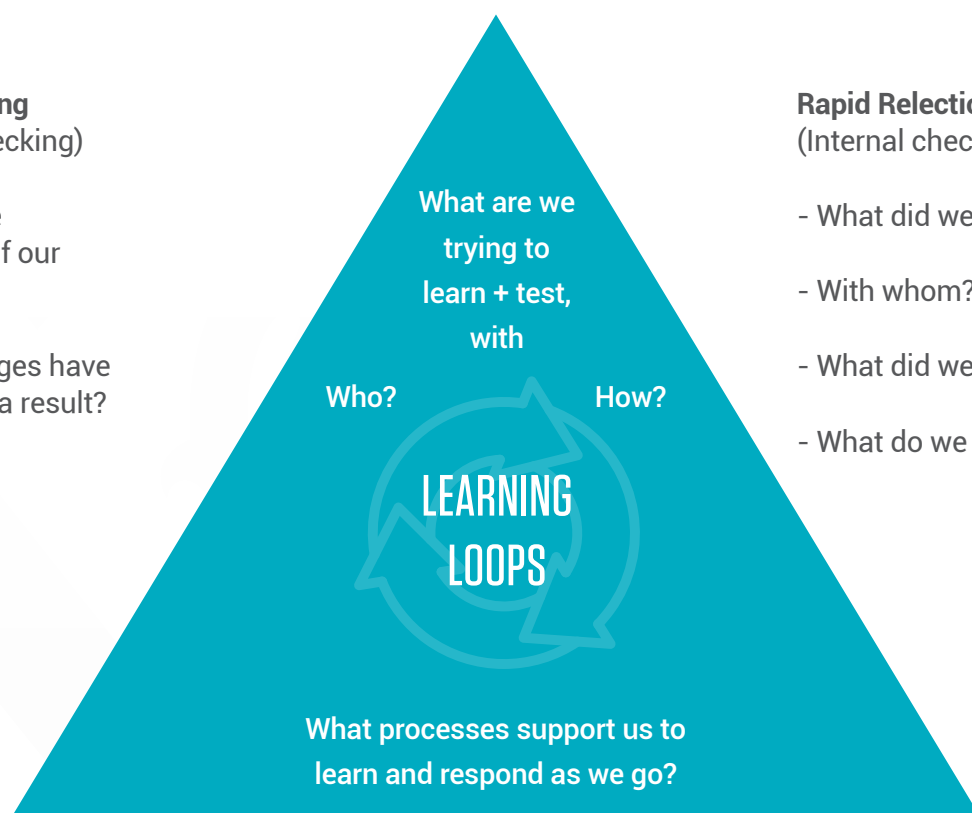 ng
ecking)
e
f our
ges have
a result?
What are we
trying to
learn + test,
with
Who?
How?
LEARNING
LOOPS
What processes support us to
learn and respond as we go?
Rapid Relectio
(Internal chec
- What did we
- With whom?
- What did we
- What do we